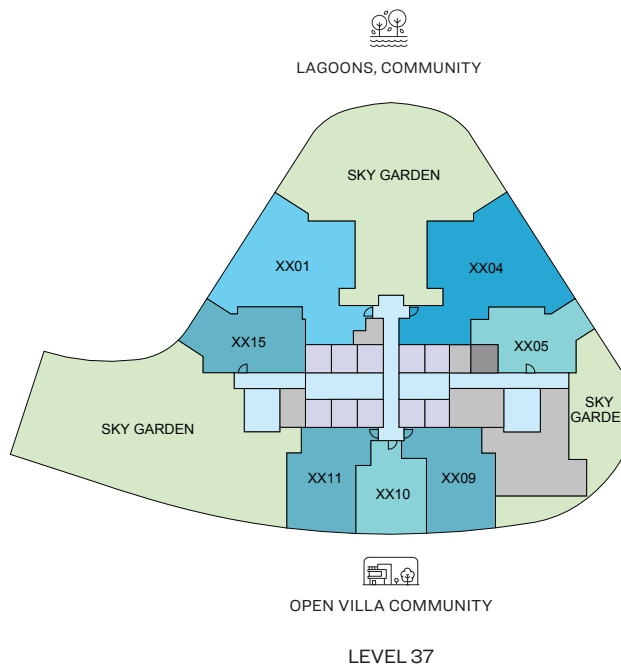 LAGOONS, COMMUNITY
SKY GARDEN
XX01
XX04
XX15
XX05
SKY
GARDE
SKY GARDEN
XX11
XX10
XX09
OPEN VILLA COMMUNITY
LEVEL 37